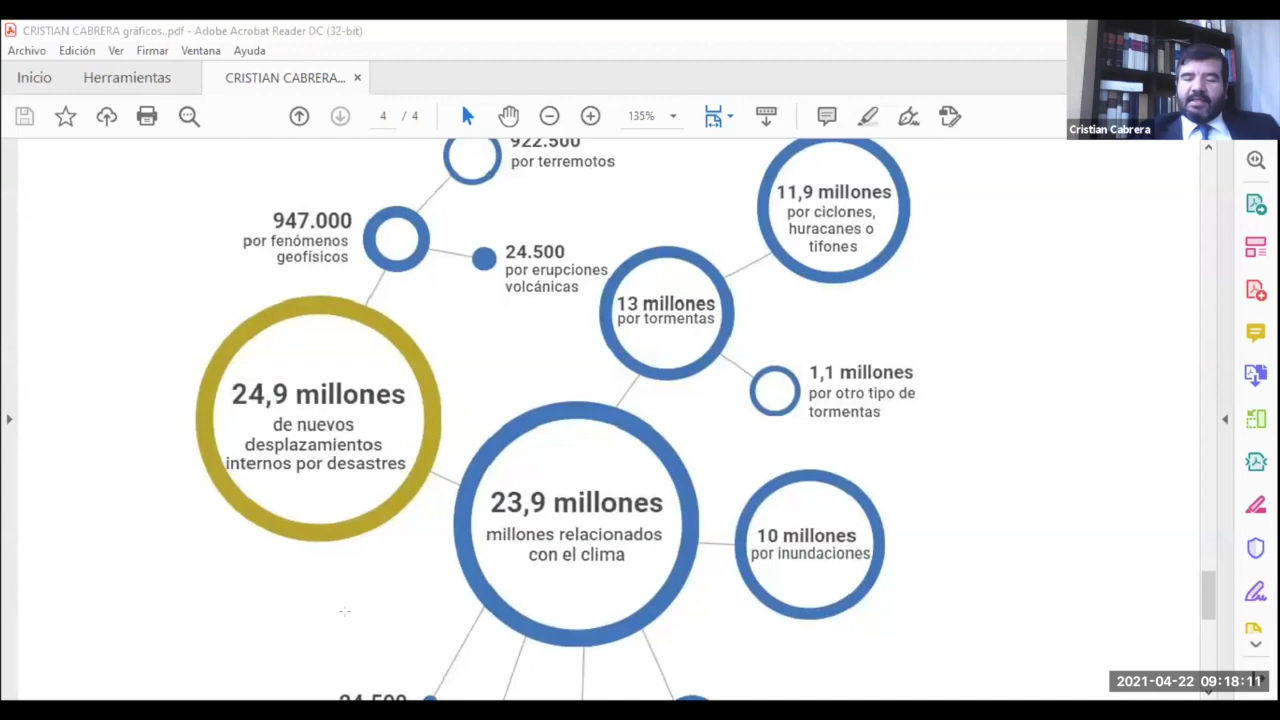 CRISTIAN CABRERA gráficos..pdf - Adobe Acrobat Reader DC (32-bit)
Archivo Edición Ver Firmar Ventana Ayuda
Inicio Herramientas CRISTIAN CABRERA... ×
4 / 4 135%
Cristian Cabrera
922.500
por terremotos
947.000
por fenómenos
geofísicos
24.500
por erupciones
volcánicas
11,9 millones
por ciclones,
huracanes o
tifones
13 millones
por tormentas
1,1 millones
por otro tipo de
tormentas
24,9 millones
de nuevos
desplazamientos
internos por desastres
23,9 millones
millones relacionados
con el clima
10 millones
por inundaciones
24.500
2021-04-22 09:18:11